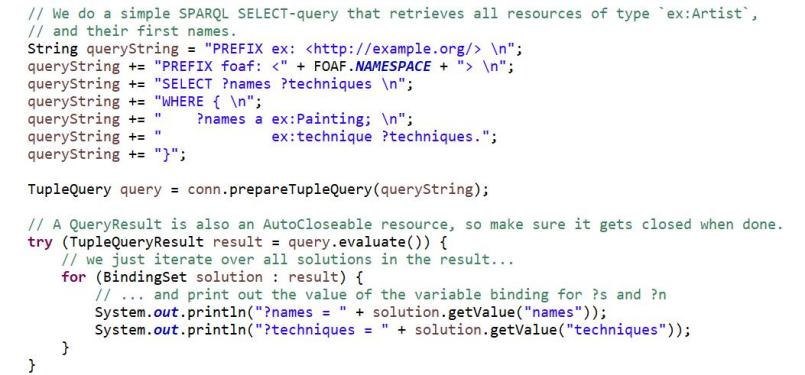 // We do a simple SPARQL SELECT-query that retrieves all resources of type `ex:Artist`,
// and their first names.
String queryString = "PREFIX ex: <http://example.org/> \n";
queryString += "PREFIX foaf: <" + FOAF.NAMESPACE + "> \n";
queryString += "SELECT ?names ?techniques \n";
queryString += "WHERE { \n";
queryString += "    ?names a ex:Painting; \n";
queryString += "             ex:technique ?techniques.";
queryString += "}";

TupleQuery query = conn.prepareTupleQuery(queryString);

// A QueryResult is also an AutoCloseable resource, so make sure it gets closed when done.
try (TupleQueryResult result = query.evaluate()) {
    // we just iterate over all solutions in the result...
    for (BindingSet solution : result) {
        // ... and print out the value of the variable binding for ?s and ?n
        System.out.println("?names = " + solution.getValue("names"));
        System.out.println("?techniques = " + solution.getValue("techniques"));
    }
}